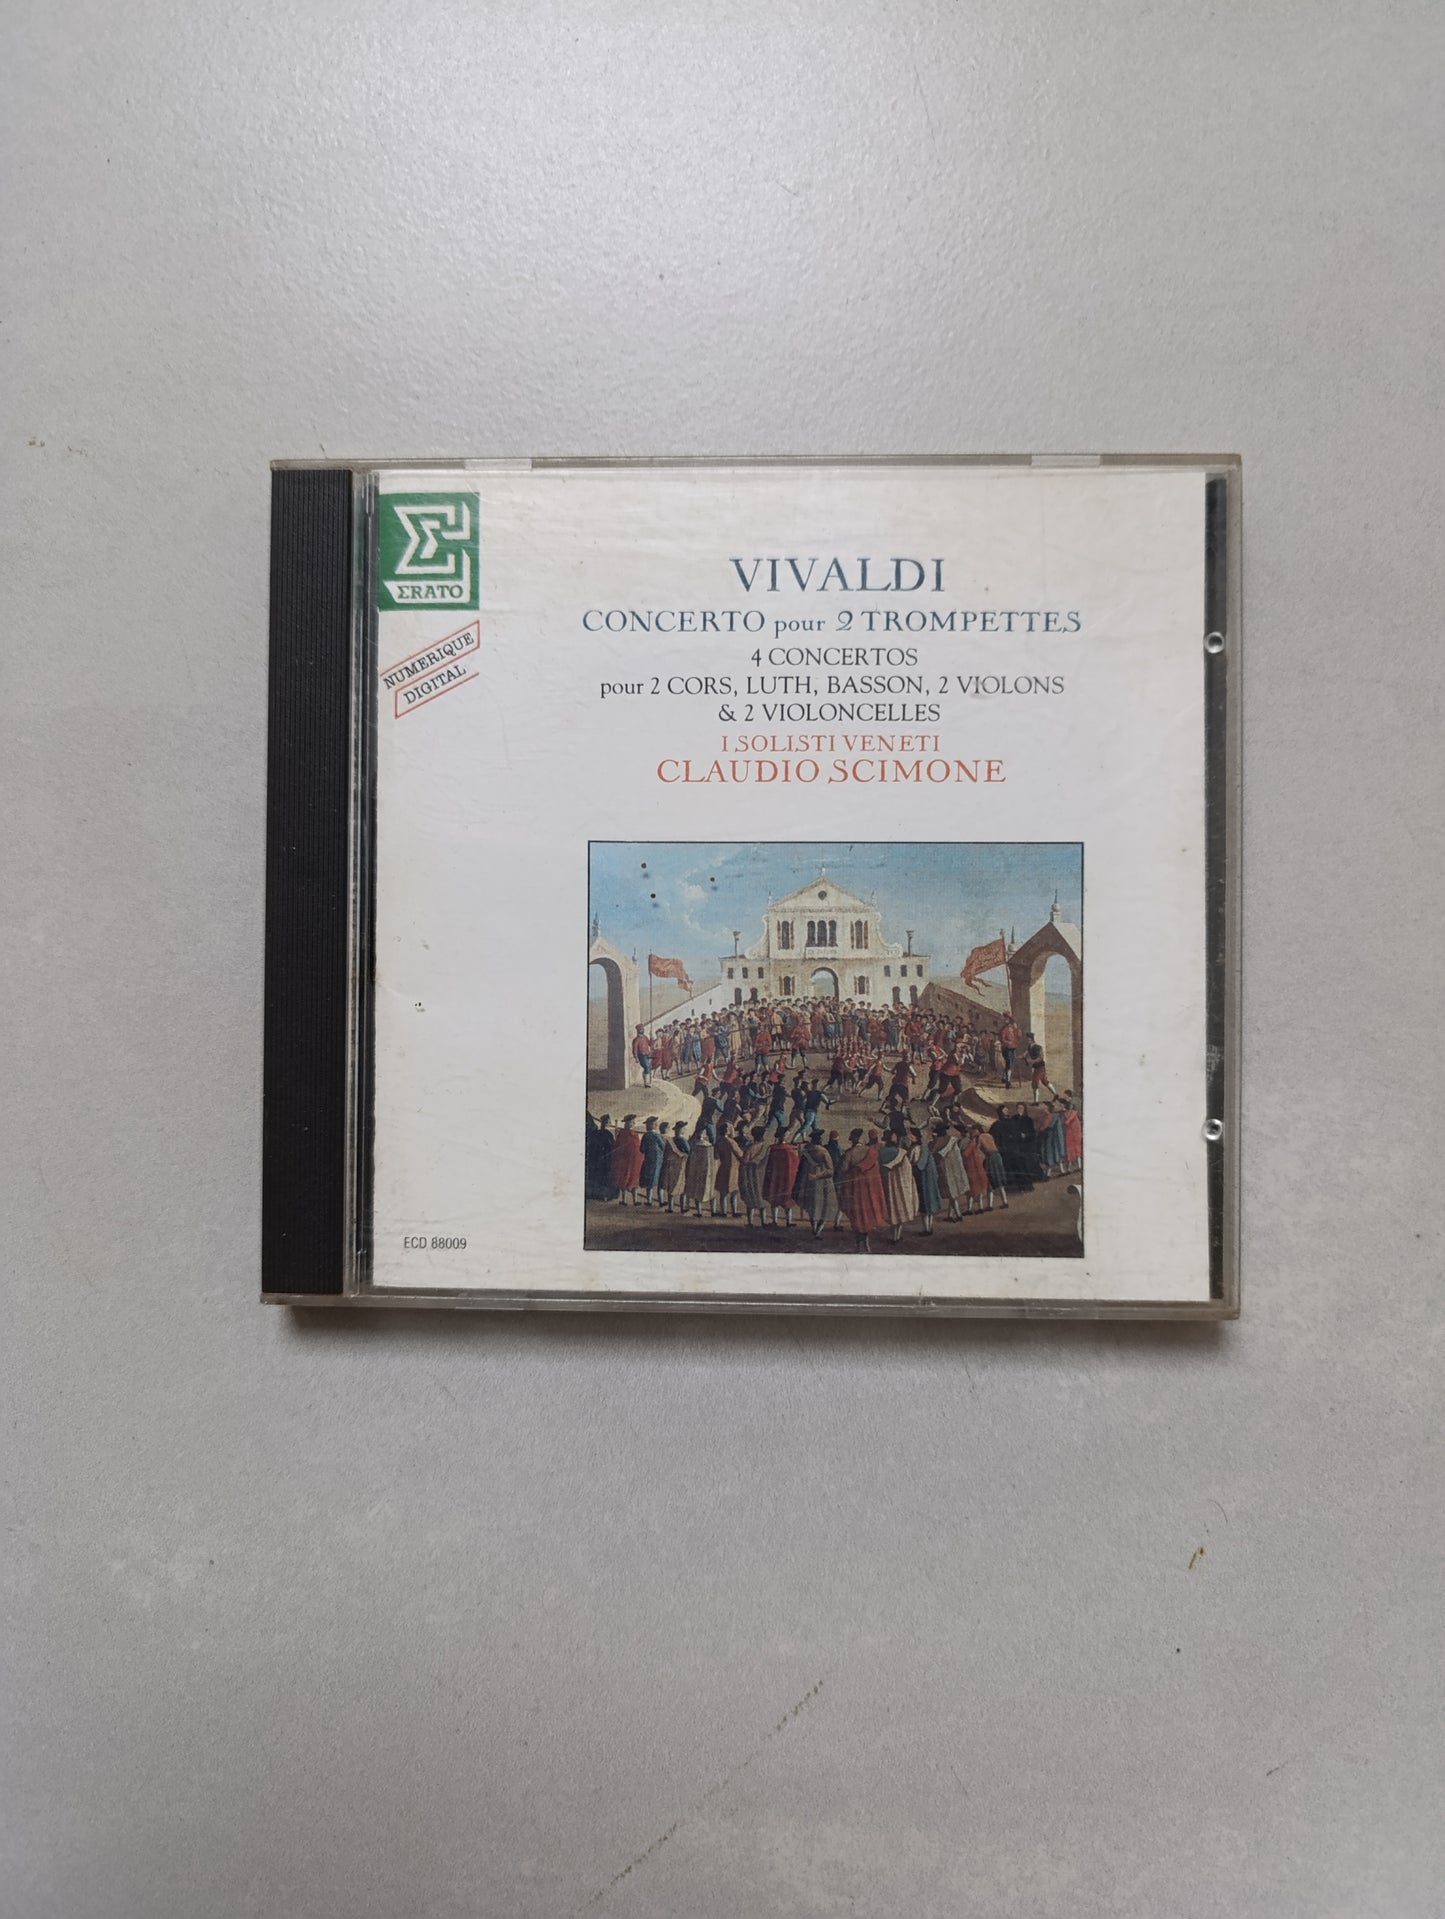 ΣRATO
NUMERIQUE
DIGITAL
VIVALDI
CONCERTO pour 2 TROMPETTES
4 CONCERTOS
pour 2 CORS, LUTH, BASSON, 2 VIOLONS
& 2 VIOLONCELLES
I SOLISTI VENETI
CLAUDIO SCIMONE
ECD 88009